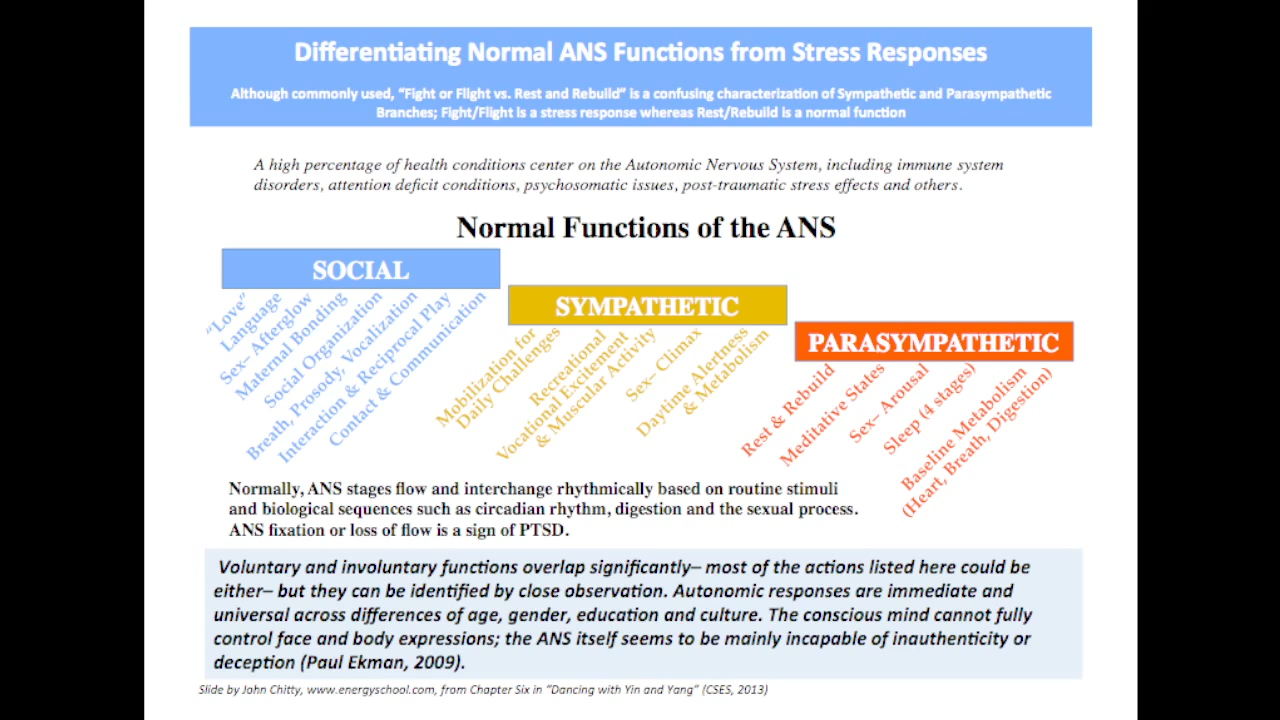 Differentiating Normal ANS Functions from Stress Responses
Although commonly used, "Fight or Flight vs. Rest and Rebuild" is a confusing characterization of Sympathetic and Parasympathetic
Branches; Fight/Flight is a stress response whereas Rest/Rebuild is a normal function
A high percentage of health conditions center on the Autonomic Nervous System, including immune system
disorders, attention deficit conditions, psychosomatic issues, post-traumatic stress effects and others.
Normal Functions of the ANS
SOCIAL
"Love"
Language
Sex– Afterglow
Maternal Bonding
Social Organization
Breath, Prosody, Vocalization
Interaction & Reciprocal Play
Contact & Communication
SYMPATHETIC
Mobilization for
Daily Challenges
Recreational
Vocational Excitement
& Muscular Activity
Sex– Climax
Daytime Alertness
& Metabolism
PARASYMPATHETIC
Rest & Rebuild
Meditative States
Sex– Arousal
Sleep (4 stages)
Baseline Metabolism
(Heart, Breath, Digestion)
Normally, ANS stages flow and interchange rhythmically based on routine stimuli
and biological sequences such as circadian rhythm, digestion and the sexual process.
ANS fixation or loss of flow is a sign of PTSD.
Voluntary and involuntary functions overlap significantly– most of the actions listed here could be
either– but they can be identified by close observation. Autonomic responses are immediate and
universal across differences of age, gender, education and culture. The conscious mind cannot fully
control face and body expressions; the ANS itself seems to be mainly incapable of inauthenticity or
deception (Paul Ekman, 2009).
Slide by John Chitty, www.energyschool.com, from Chapter Six in "Dancing with Yin and Yang" (CSES, 2013)